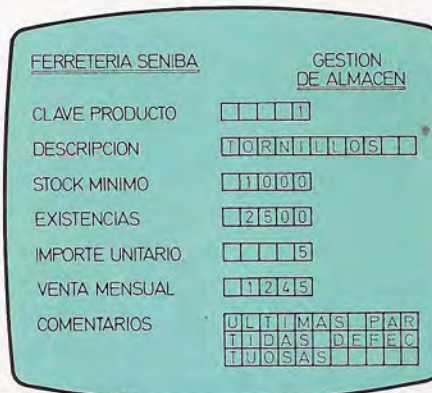 FERRETERIA SENIBA
GESTION
DE ALMACEN
CLAVE PRODUCTO 1
DESCRIPCION TORNILLOS
STOCK MINIMO 1000
EXISTENCIAS 2500
IMPORTE UNITARIO 5
VENTA MENSUAL 1245
COMENTARIOS ULTIMAS PAR
TIDAS DEFEC
TUOSAS